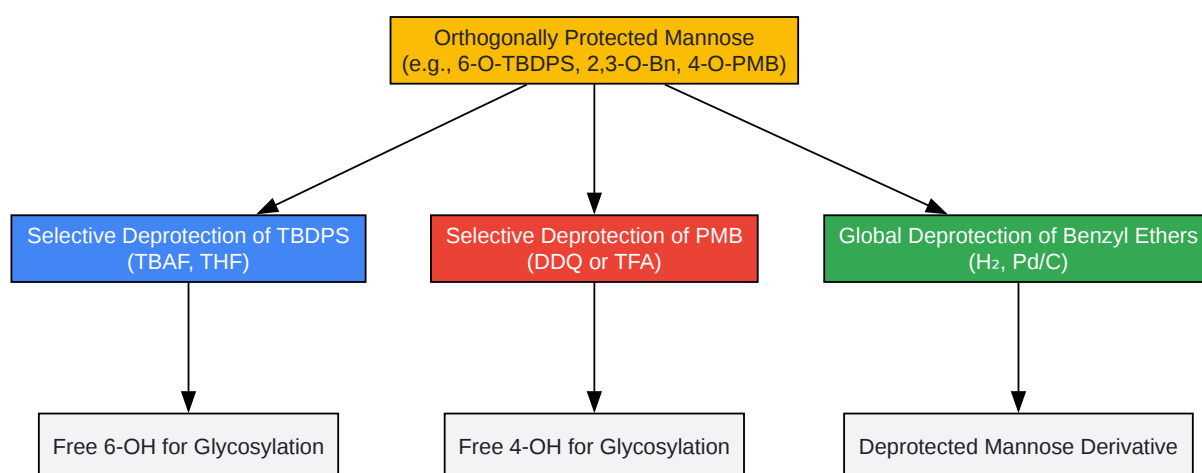 Orthogonally Protected Mannose
(e.g., 6-O-TBDPS, 2,3-O-Bn, 4-O-PMB)
Selective Deprotection of TBDPS
(TBAF, THF)
Selective Deprotection of PMB
(DDQ or TFA)
Global Deprotection of Benzyl Ethers
(H₂, Pd/C)
Free 6-OH for Glycosylation
Free 4-OH for Glycosylation
Deprotected Mannose Derivative